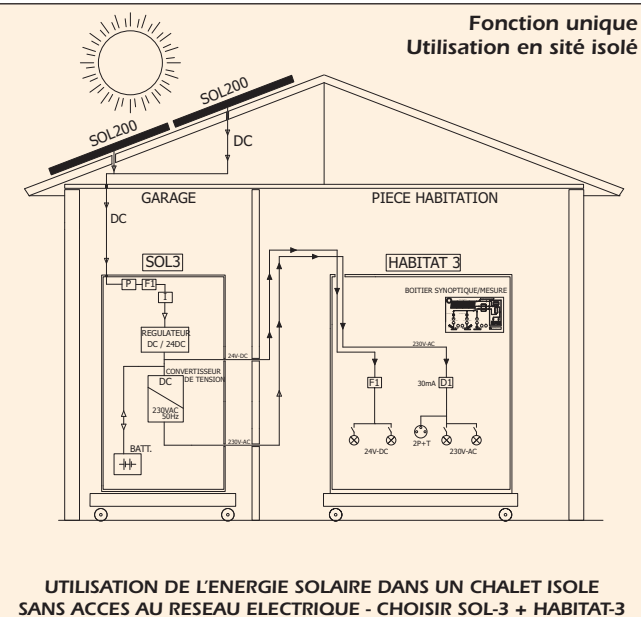 Fonction unique
Utilisation en sité isolé
SOL200
SOL200
DC
GARAGE
PIECE HABITATION
DC
SOL3
HABITAT 3
P
F1
I
BOITIER SYNOPTIQUE/MESURE
REGULATEUR
DC / 24DC
24V-DC
230V-AC
CONVERTISSEUR
DE TENSION
DC
230VAC
50Hz
F1
30mA
D1
BATT.
230V-AC
24V-DC
2P+T
230V-AC
UTILISATION DE L'ENERGIE SOLAIRE DANS UN CHALET ISOLE
SANS ACCES AU RESEAU ELECTRIQUE - CHOISIR SOL-3 + HABITAT-3